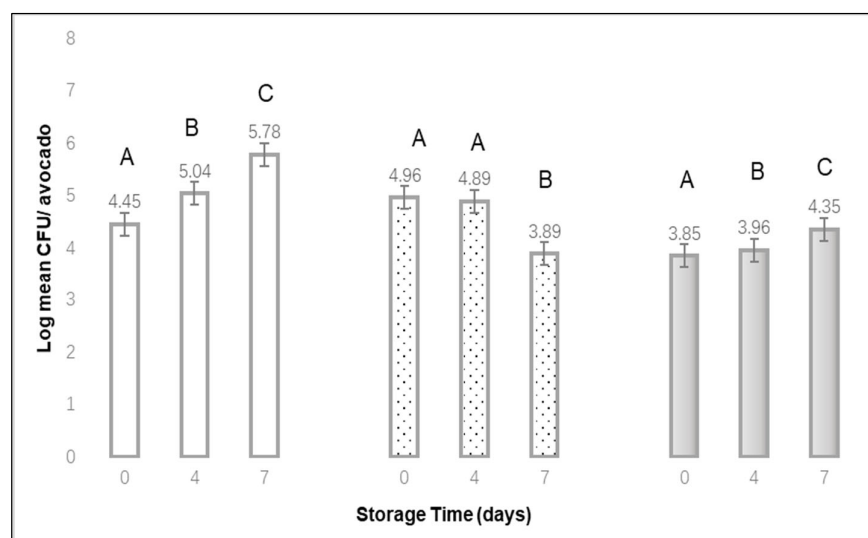 8
7
6
5
4
3
2
1
0
Log mean CFU/ avocado
A
4.45
B
5.04
C
5.78
A
4.96
A
4.89
B
3.89
A
3.85
B
3.96
C
4.35
0 4 7 0 4 7 0 4 7
Storage Time (days)